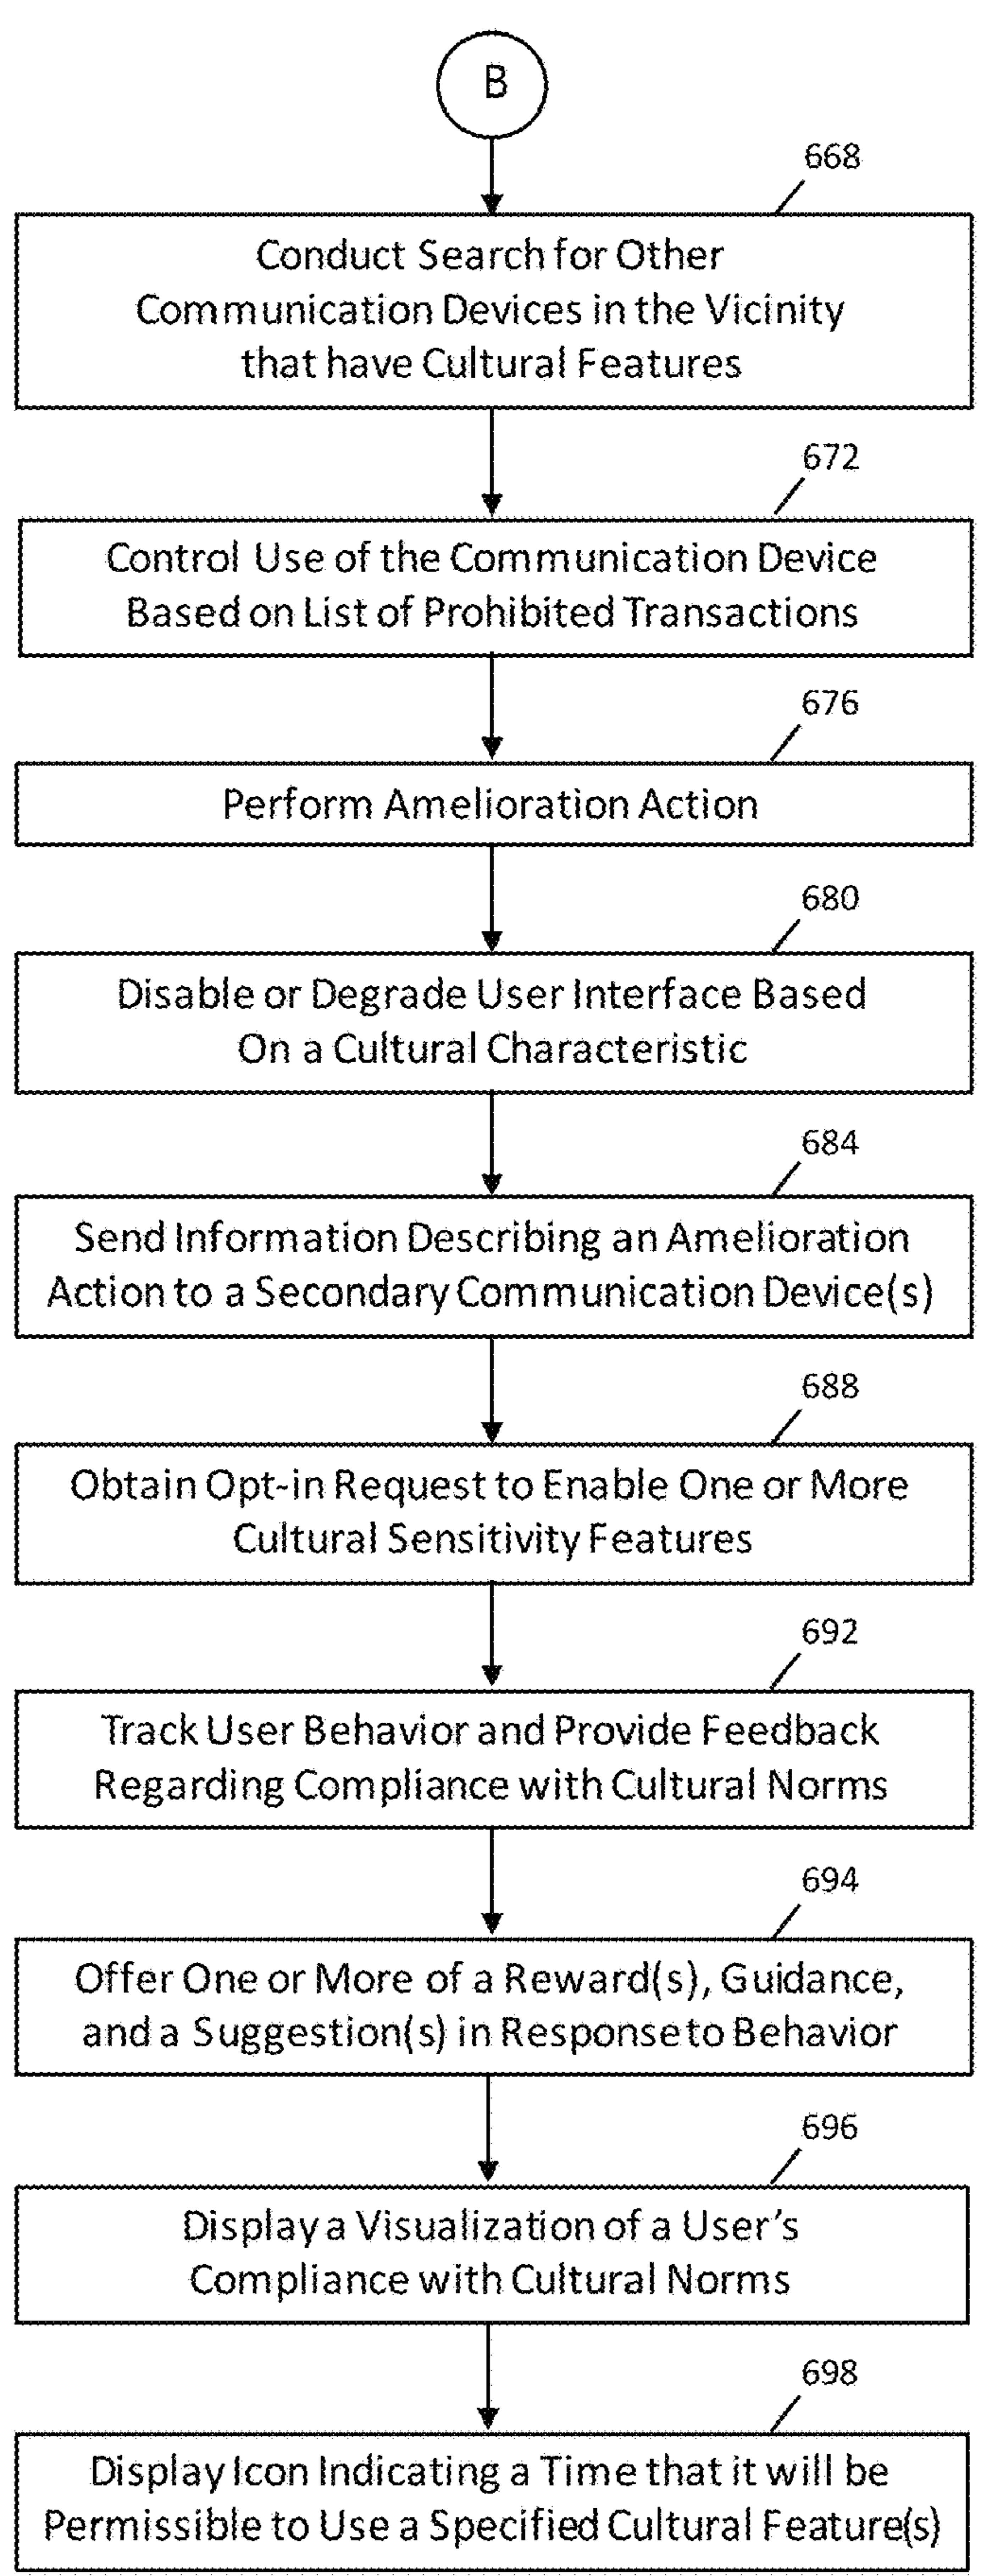 B
668
Conduct Search for Other
Communication Devices in the Vicinity
that have Cultural Features
672
Control Use of the Communication Device
Based on List of Prohibited Transactions
676
Perform Amelioration Action
680
Disable or Degrade User Interface Based
On a Cultural Characteristic
684
Send Information Describing an Amelioration
Action to a Secondary Communication Device(s)
688
Obtain Opt-in Request to Enable One or More
Cultural Sensitivity Features
692
Track User Behavior and Provide Feedback
Regarding Compliance with Cultural Norms
694
Offer One or More of a Reward(s), Guidance,
and a Suggestion(s) in Response to Behavior
696
Display a Visualization of a User's
Compliance with Cultural Norms
698
Display Icon Indicating a Time that it will be
Permissible to Use a Specified Cultural Feature(s)